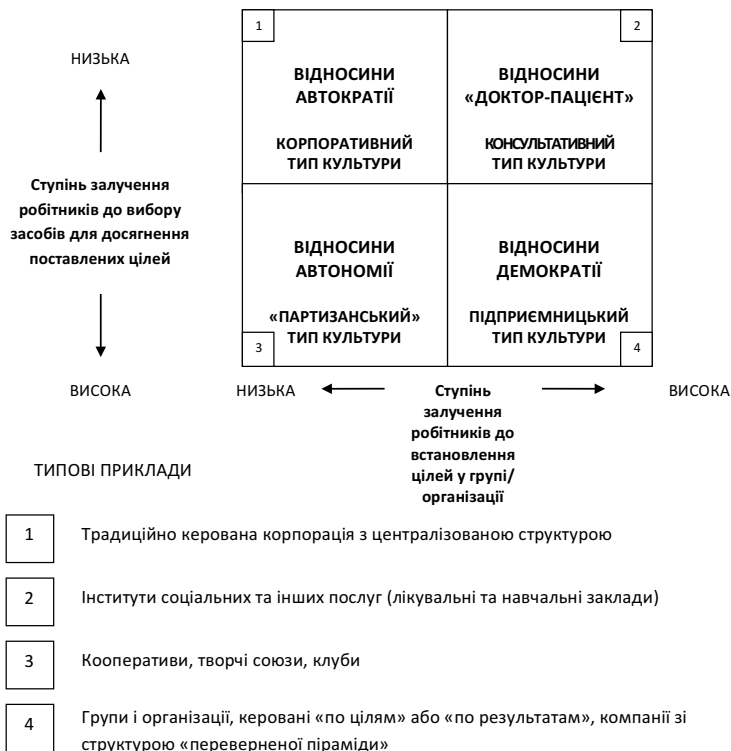 1
2
НИЗЬКА
ВІДНОСИНИ
АВТОКРАТІЇ
КОРПОРАТИВНИЙ
ТИП КУЛЬТУРИ
ВІДНОСИНИ
«ДОКТОР-ПАЦІЄНТ»
КОНСУЛЬТАТИВНИЙ
ТИП КУЛЬТУРИ
Ступінь залучення
робітників до вибору
засобів для досягнення
поставлених цілей
ВІДНОСИНИ
АВТОНОМІЇ
«ПАРТИЗАНСЬКИЙ»
ТИП КУЛЬТУРИ
3
ВІДНОСИНИ
ДЕМОКРАТІЇ
ПІДПРИЄМНИЦЬКИЙ
ТИП КУЛЬТУРИ
4
ВИСОКА
НИЗЬКА
Ступінь
залучення
робітників до
встановлення
цілей у групі/
організації
ВИСОКА
ТИПОВІ ПРИКЛАДИ
1 Традиційно керована корпорація з централізованою структурою
2 Інститути соціальних та інших послуг (лікувальні та навчальні заклади)
3 Кооперативи, творчі союзи, клуби
4 Групи і організації, керовані «по цілям» або «по результатам», компанії зі
структурою «переверненої піраміди»